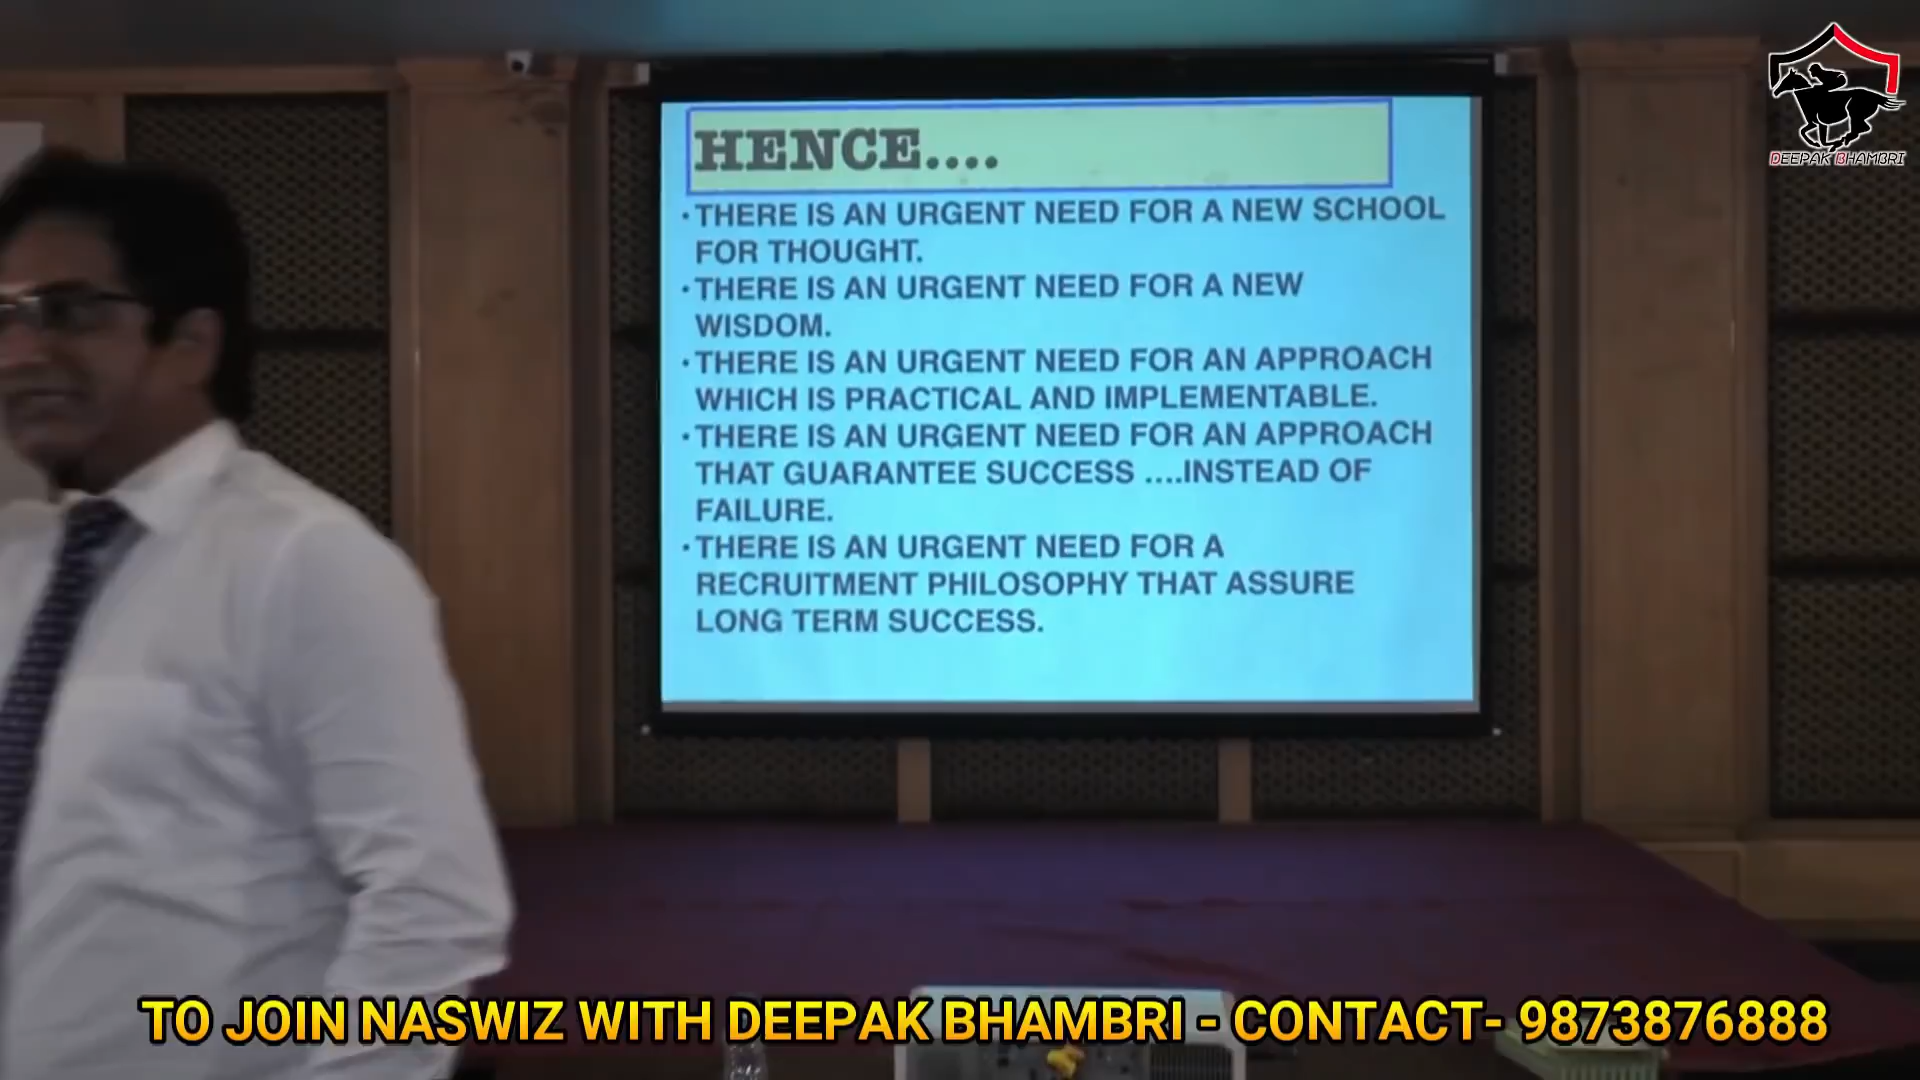 DEEPAK BHAMBRI
HENCE....
• THERE IS AN URGENT NEED FOR A NEW SCHOOL
FOR THOUGHT.
• THERE IS AN URGENT NEED FOR A NEW
WISDOM.
• THERE IS AN URGENT NEED FOR AN APPROACH
WHICH IS PRACTICAL AND IMPLEMENTABLE.
• THERE IS AN URGENT NEED FOR AN APPROACH
THAT GUARANTEE SUCCESS ....INSTEAD OF
FAILURE.
• THERE IS AN URGENT NEED FOR A
RECRUITMENT PHILOSOPHY THAT ASSURE
LONG TERM SUCCESS.
TO JOIN NASWIZ WITH DEEPAK BHAMBRI - CONTACT- 9873876888